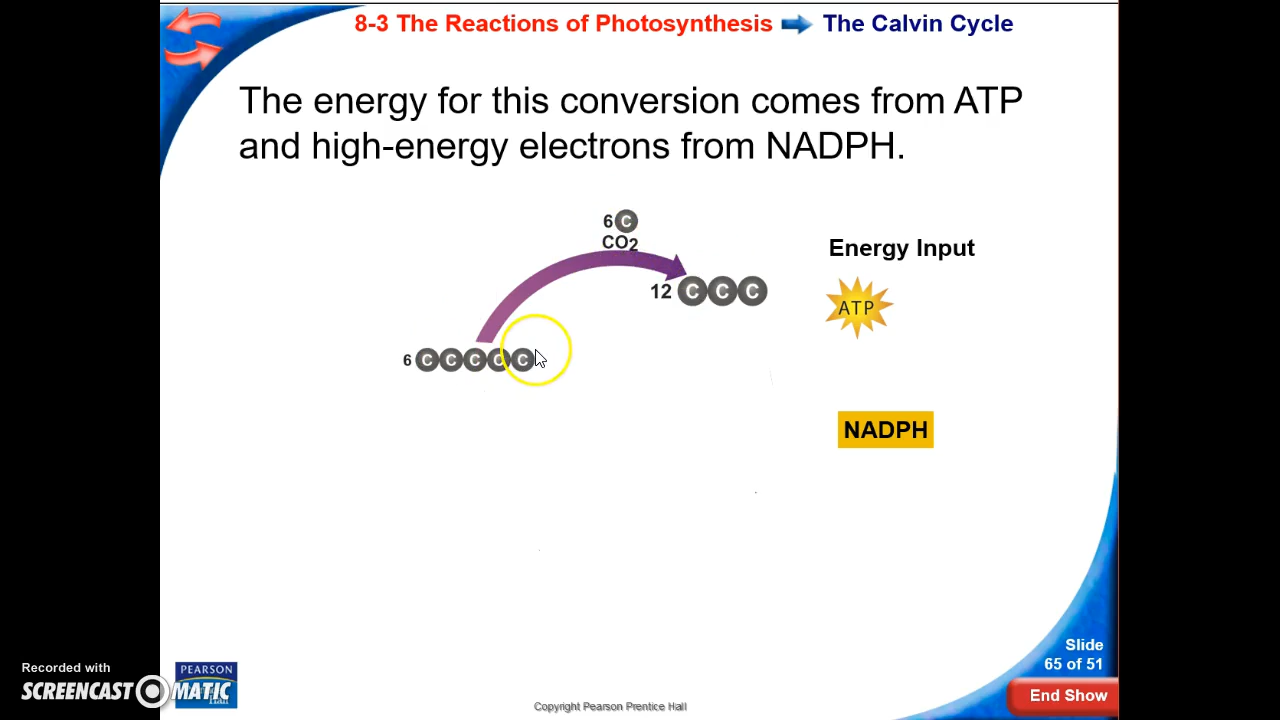 8-3 The Reactions of Photosynthesis The Calvin Cycle
The energy for this conversion comes from ATP
and high-energy electrons from NADPH.
6 C
CO2
12 C C C
6 C C C C C
Energy Input
ATP
NADPH
Slide
65 of 51
End Show
Recorded with
SCREENCAST MATIC
PEARSON
Hall
Copyright Pearson Prentice Hall